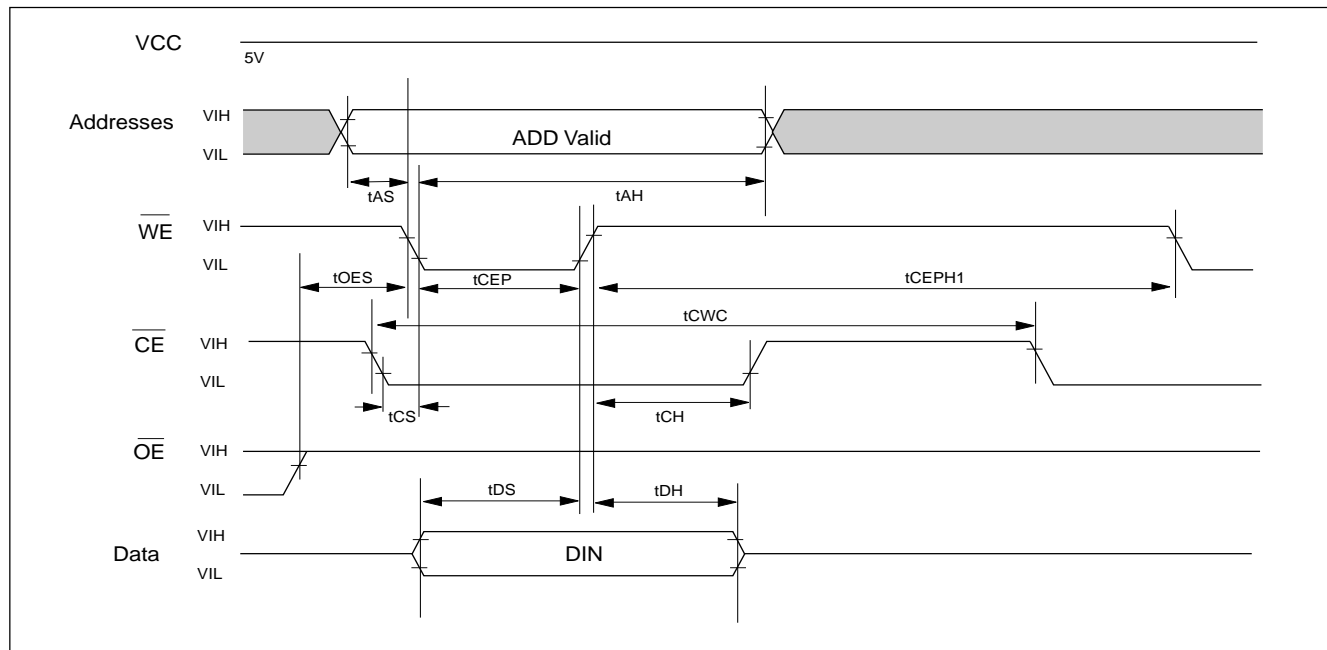 VCC
5V
Addresses
VIH
VIL
ADD Valid
tAS
tAH
WE
VIH
VIL
tOES
tCEP
tCEPH1
tCWC
CE
VIH
VIL
tCS
tCH
OE
VIH
VIL
tDS
tDH
Data
VIH
VIL
DIN